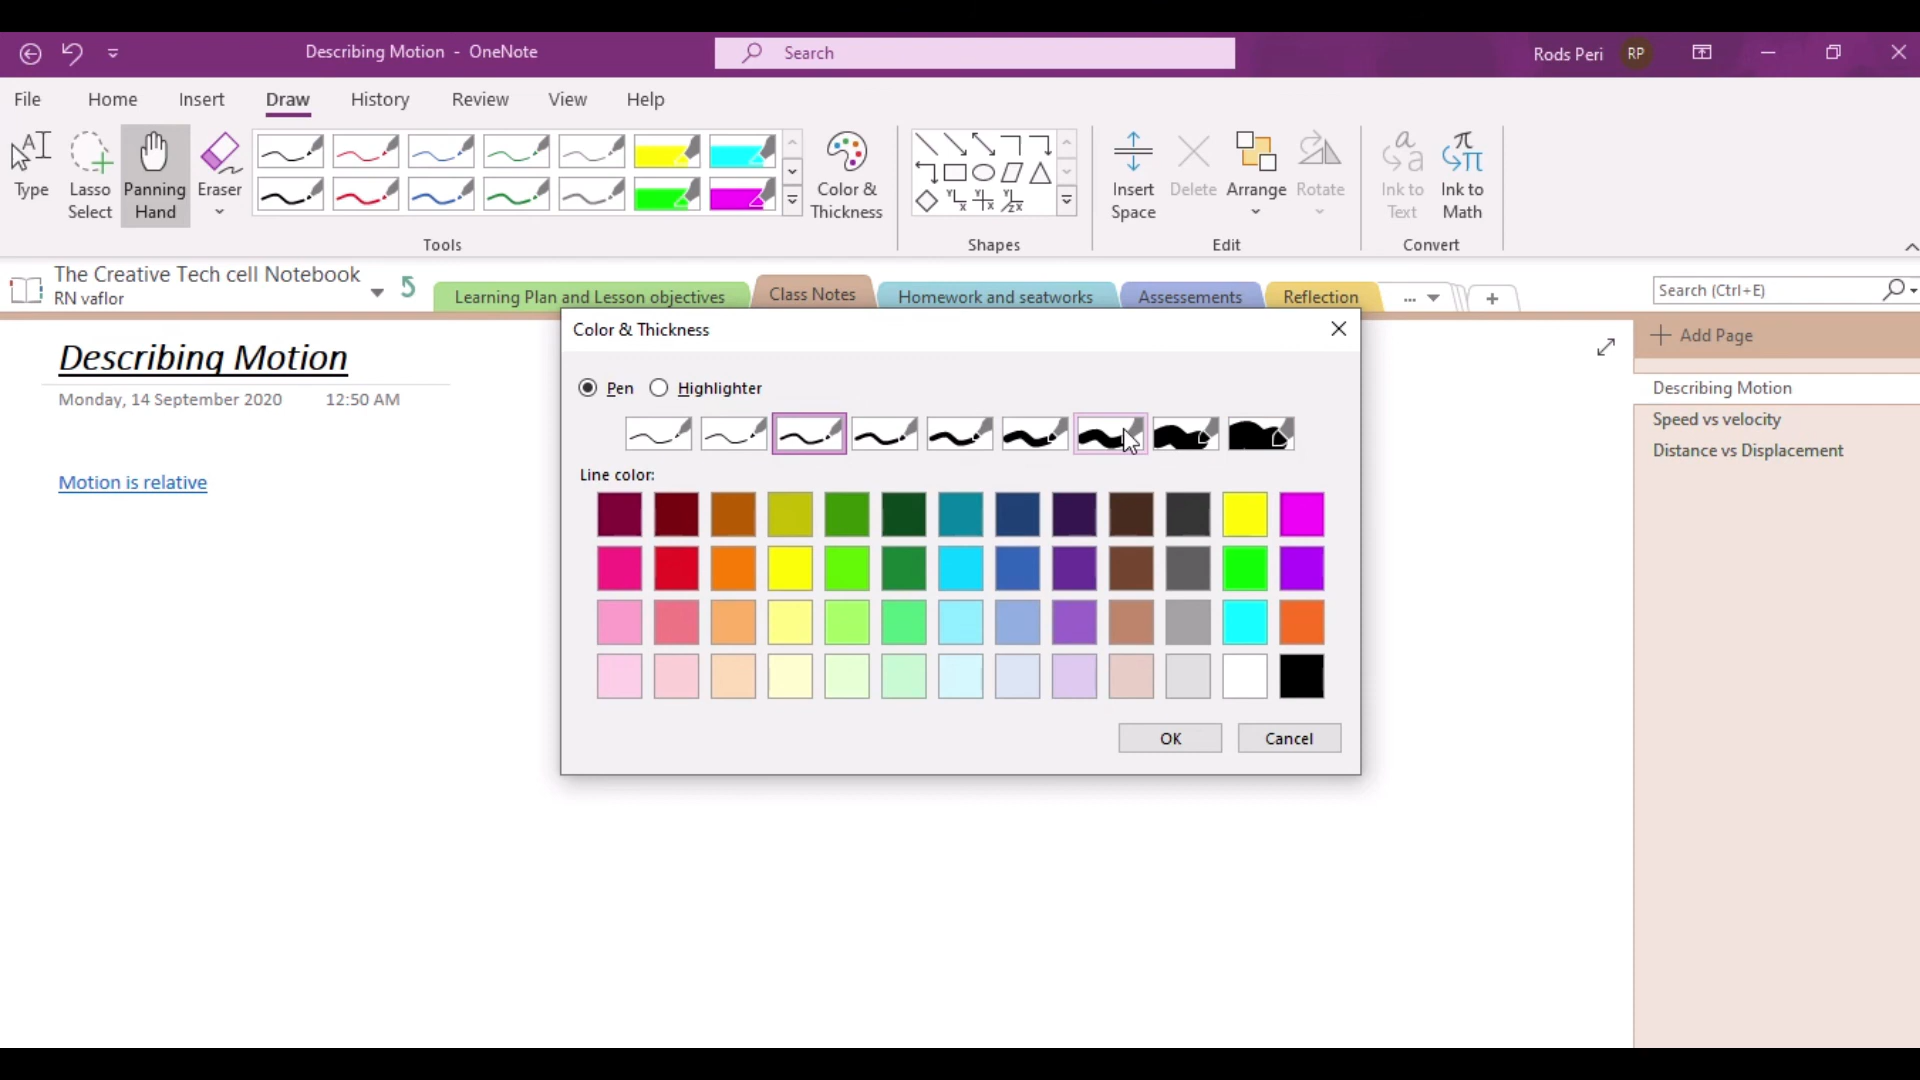 Describing Motion - OneNote
Search
Rods Peri
RP
File Home Insert Draw History Review View Help
Type
Lasso Select
Panning Hand
Eraser
Color & Thickness
Insert Space
Delete
Arrange
Rotate
Ink to Text
Ink to Math
Tools
Shapes
Edit
Convert
The Creative Tech cell Notebook
RN vaflor
Learning Plan and Lesson objectives
Class Notes
Homework and seatworks
Assessements
Reflection
...
Search (Ctrl+E)
Describing Motion
Monday, 14 September 2020 12:50 AM
Motion is relative
Color & Thickness
Pen Highlighter
Line color:
OK
Cancel
Add Page
Describing Motion
Speed vs velocity
Distance vs Displacement